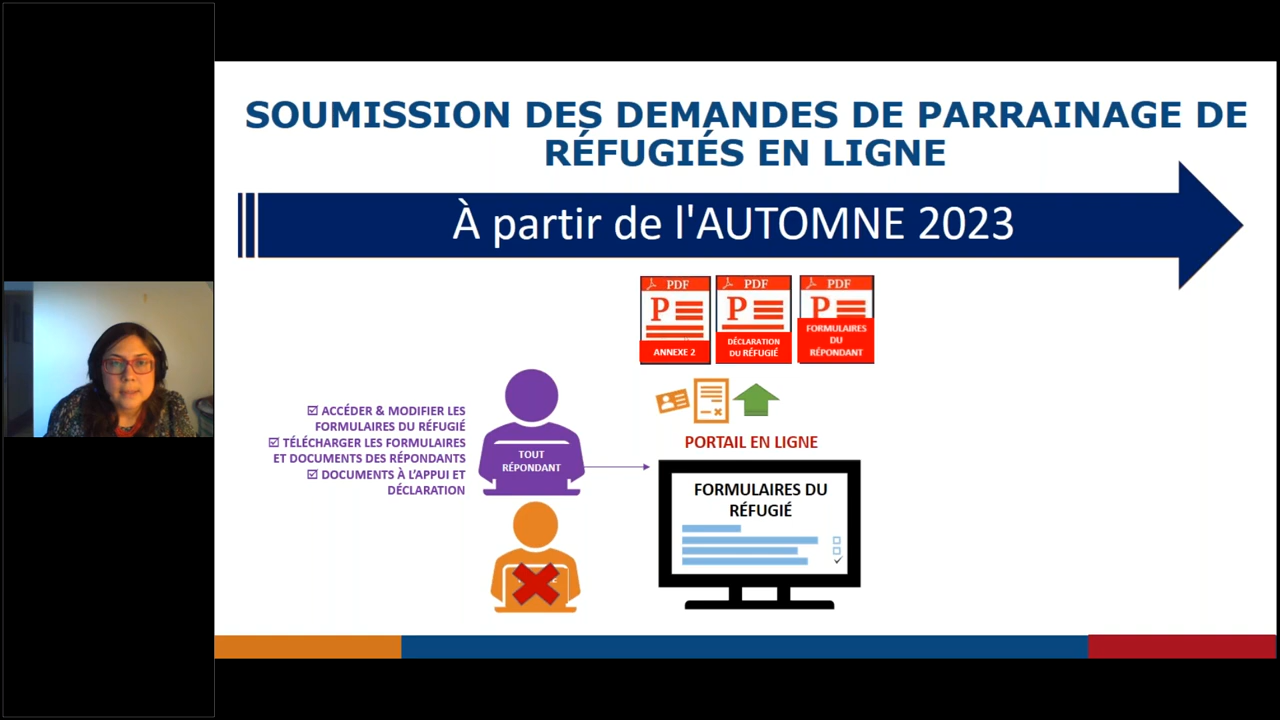 SOUMISSION DES DEMANDES DE PARRAINAGE DE
RÉFUGIÉS EN LIGNE
À partir de l'AUTOMNE 2023
PDF
ANNEXE 2
PDF
DÉCLARATION
DU RÉFUGIÉ
PDF
FORMULAIRES
DU
RÉPONDANT
☑ ACCÉDER & MODIFIER LES
FORMULAIRES DU RÉFUGIÉ
☑ TÉLÉCHARGER LES FORMULAIRES
ET DOCUMENTS DES RÉPONDANTS
☑ DOCUMENTS À L'APPUI ET
DÉCLARATION
TOUT
RÉPONDANT
PORTAIL EN LIGNE
FORMULAIRES DU
RÉFUGIÉ